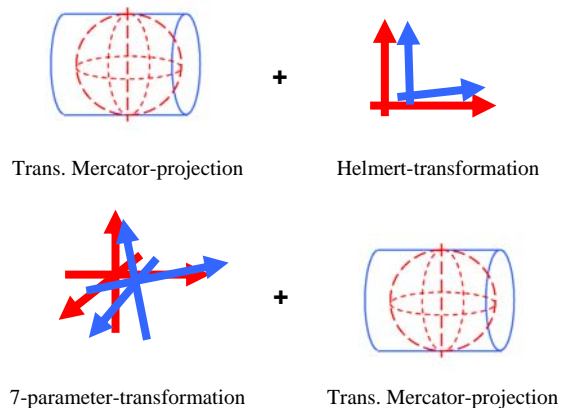 +
Trans. Mercator-projection Helmert-transformation
+
7-parameter-transformation Trans. Mercator-projection